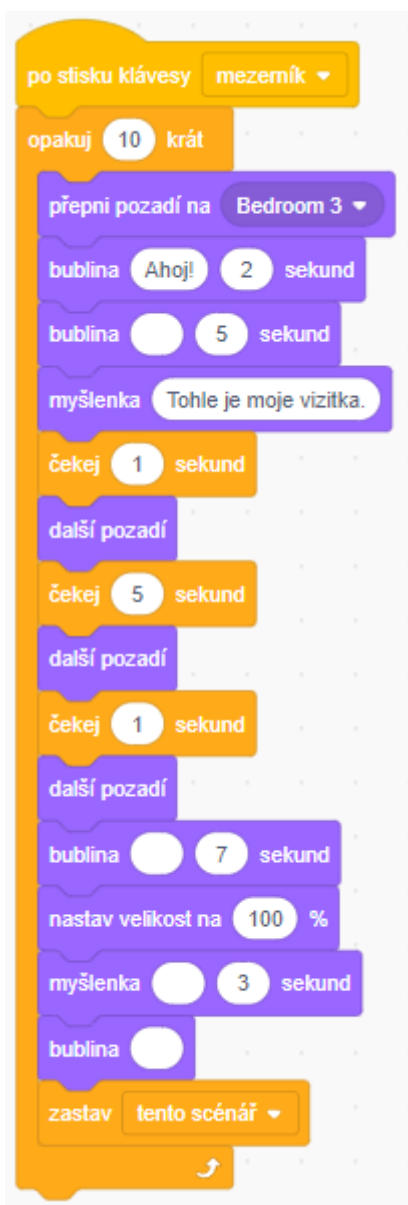 po stisku klávesy mezerník
opakuj 10 krát
přepni pozadí na Bedroom 3
bublina Ahoj! 2 sekund
bublina 5 sekund
myšlenka Tohle je moje vizitka.
čekej 1 sekund
další pozadí
čekej 5 sekund
další pozadí
čekej 1 sekund
další pozadí
bublina 7 sekund
nastav velikost na 100 %
myšlenka 3 sekund
bublina
zastav tento scénář